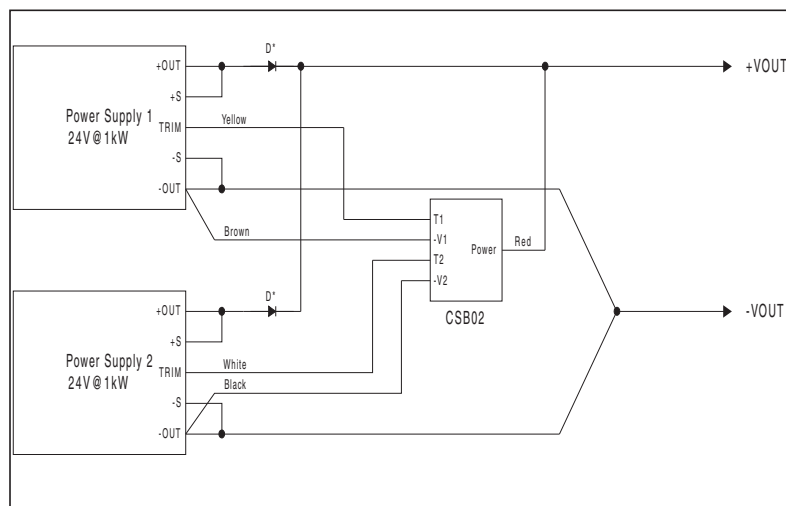 +OUT
D*
+VOUT
+S
Power Supply 1
24V@1kW
TRIM
Yellow
-S
-OUT
T1
Brown
-V1
Power
Red
T2
-V2
CSB02
+OUT
D*
-VOUT
+S
Power Supply 2
24V@1kW
TRIM
White
Black
-S
-OUT